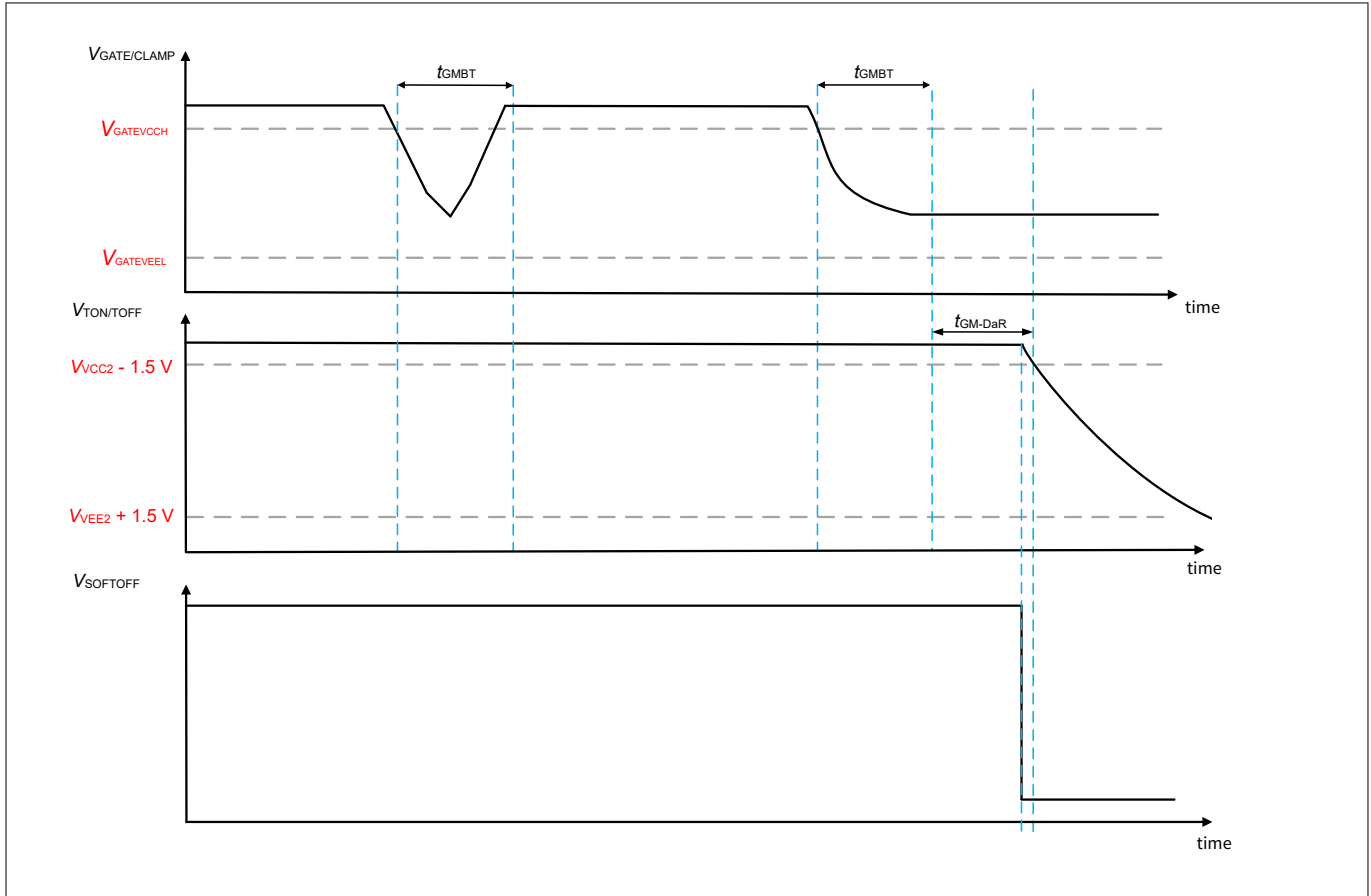 VGATE/CLAMP
tGMBT
tGMBT
VGATEVCCH
VGATEVEEL
time
VTON/TOFF
tGM-DaR
VVCC2 - 1.5 V
VVEE2 + 1.5 V
time
VSOFTOFF
time